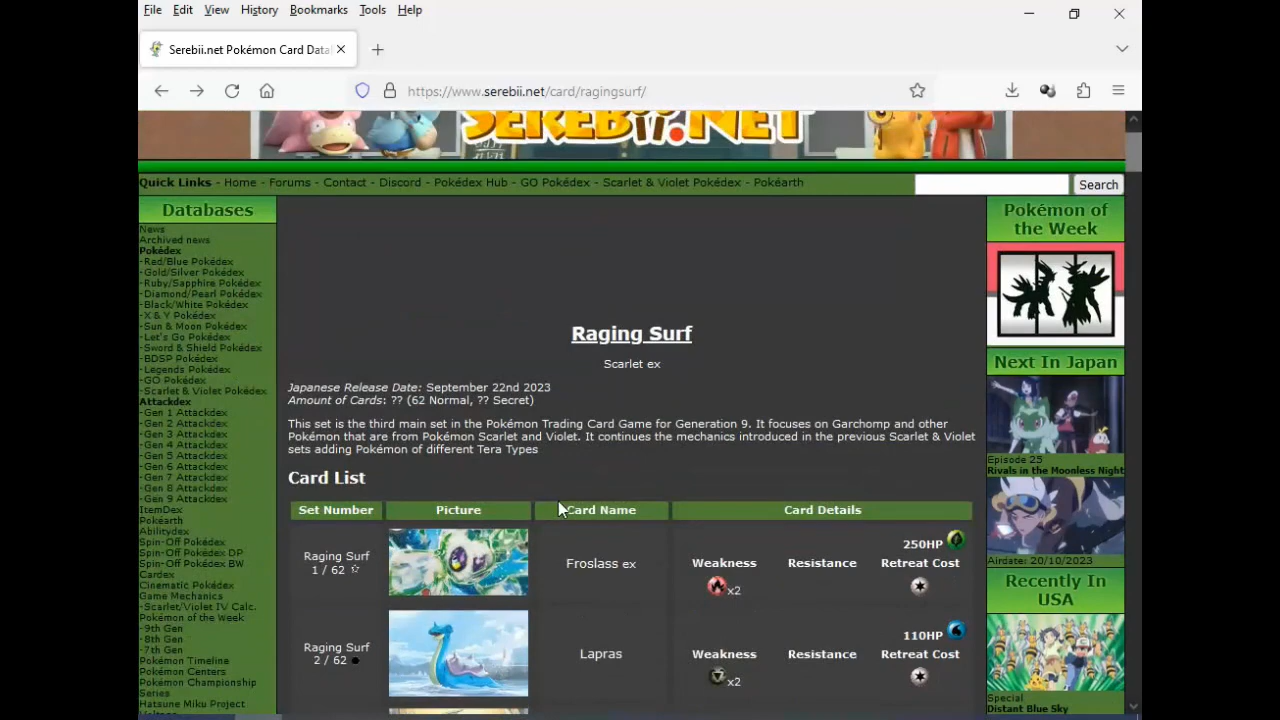 File Edit View History Bookmarks Tools Help
Serebii.net Pokémon Card Data
https://www.serebii.net/card/ragingsurf/
SEREBii.NET
Quick Links - Home - Forums - Contact - Discord - Pokédex Hub - GO Pokédex - Scarlet & Violet Pokédex - Pokéarth
Search
Databases
News
Archived news
Pokédex
-Red/Blue Pokédex
-Gold/Silver Pokédex
-Ruby/Sapphire Pokédex
-Diamond/Pearl Pokédex
-Black/White Pokédex
-X & Y Pokédex
-Sun & Moon Pokédex
-Let's Go Pokédex
-Sword & Shield Pokédex
-BDSP Pokédex
-Legends Pokédex
-GO Pokédex
-Scarlet & Violet Pokédex
Attackdex
-Gen 1 Attackdex
-Gen 2 Attackdex
-Gen 3 Attackdex
-Gen 4 Attackdex
-Gen 5 Attackdex
-Gen 6 Attackdex
-Gen 7 Attackdex
-Gen 8 Attackdex
-Gen 9 Attackdex
ItemDex
Pokéarth
Abilitydex
Spin-Off Pokédex
Spin-Off Pokédex DP
Spin-Off Pokédex BW
Cardex
Cinematic Pokédex
Game Mechanics
-Scarlet/Violet IV Calc.
Pokémon of the Week
-9th Gen
-8th Gen
-7th Gen
Pokémon Timeline
Pokémon Centers
Pokémon Championship
Series
Hatsune Miku Project
Raging Surf
Scarlet ex
Japanese Release Date: September 22nd 2023
Amount of Cards: ?? (62 Normal, ?? Secret)
This set is the third main set in the Pokémon Trading Card Game for Generation 9. It focuses on Garchomp and other
Pokémon that are from Pokémon Scarlet and Violet. It continues the mechanics introduced in the previous Scarlet & Violet
sets adding Pokémon of different Tera Types
Card List
Set Number Picture Card Name Card Details
Raging Surf
1 / 62
Froslass ex
250HP
Weakness Resistance Retreat Cost
x2
Raging Surf
2 / 62
Lapras
110HP
Weakness Resistance Retreat Cost
x2
Pokémon of
the Week
Next In Japan
Episode 25
Rivals in the Moonless Night
Airdate: 20/10/2023
Recently In
USA
Special
Distant Blue Sky